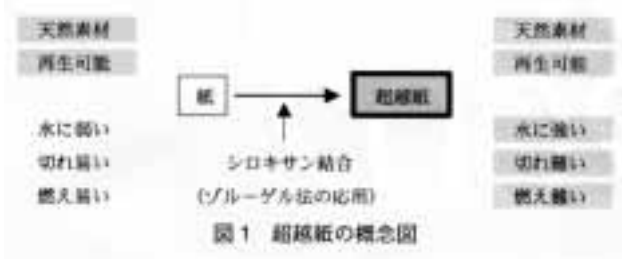 天然素材
再生可能
水に弱い
切れ易い
燃え易い
紙
超越紙
シロキサン結合
(ゾルーゲル法の応用)
天然素材
再生可能
水に強い
切れ難い
燃え難い
図1 超越紙の概念図